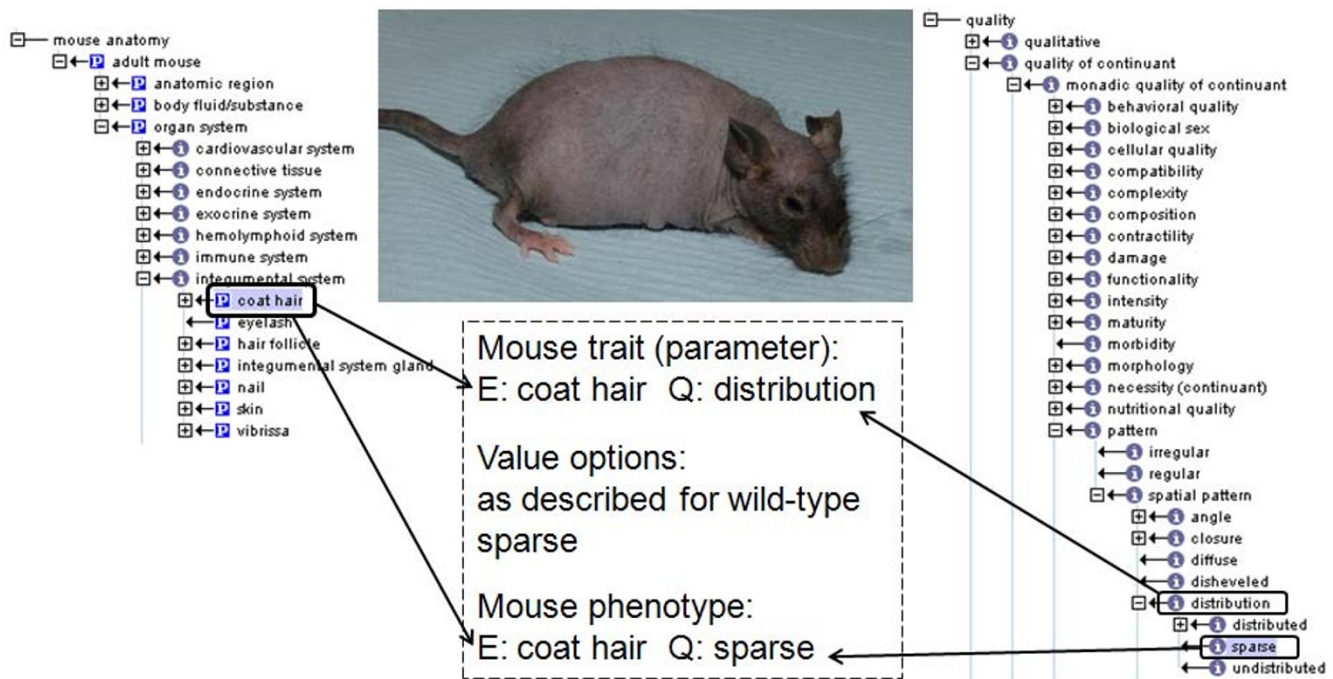 mouse anatomy
adult mouse
anatomic region
body fluid/substance
organ system
cardiovascular system
connective tissue
endocrine system
exocrine system
hemolymphoid system
immune system
integumental system
coat hair
eyelash
hair follicle
integumental system gland
nail
skin
vibrissa
Mouse trait (parameter):
E: coat hair Q: distribution
Value options:
as described for wild-type
sparse
Mouse phenotype:
E: coat hair Q: sparse
quality
qualitative
quality of continuant
monadic quality of continuant
behavioral quality
biological sex
cellular quality
compatibility
complexity
composition
contractility
damage
functionality
intensity
maturity
morbidity
morphology
necessity (continuant)
nutritional quality
pattern
irregular
regular
spatial pattern
angle
closure
diffuse
disheveled
distribution
distributed
sparse
undistributed